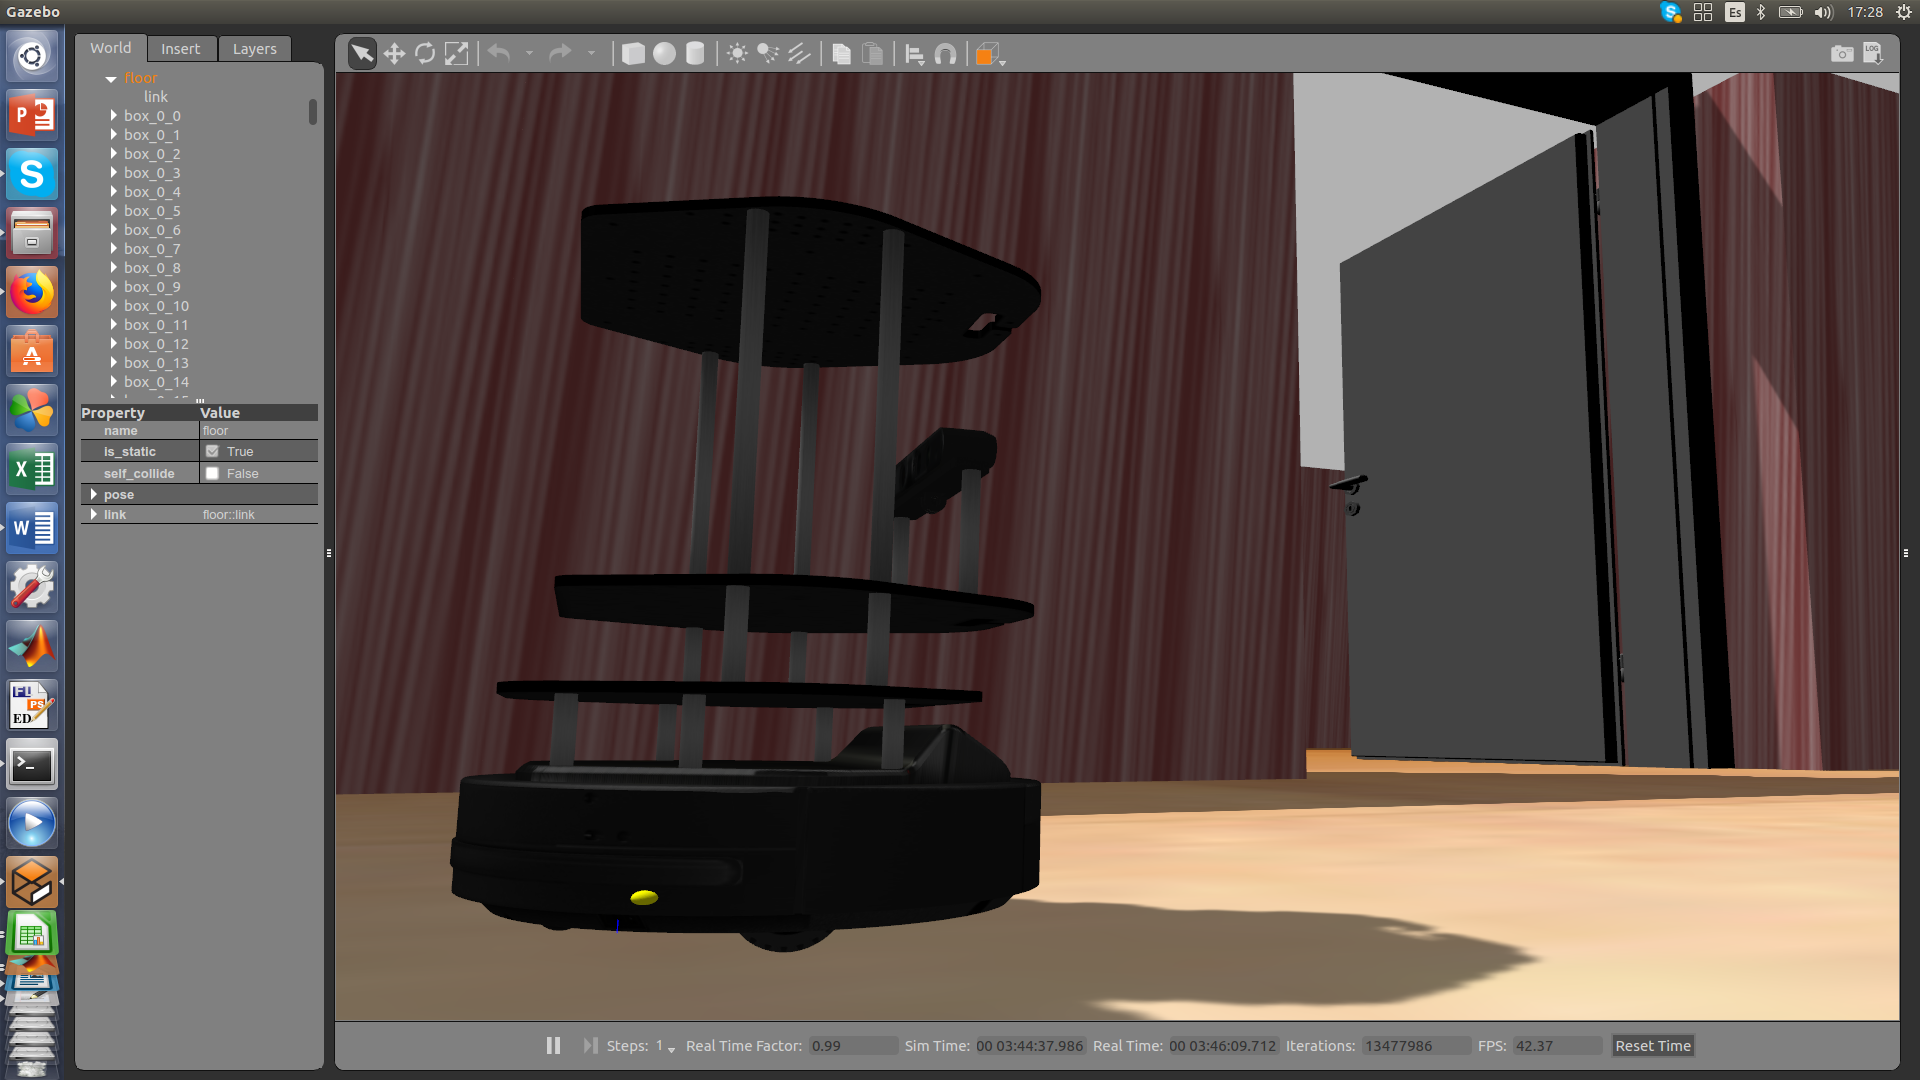 Gazebo
Es
17:28
World
Insert
Layers
LOG
floor
link
box_0_0
box_0_1
box_0_2
box_0_3
box_0_4
box_0_5
box_0_6
box_0_7
box_0_8
box_0_9
box_0_10
box_0_11
box_0_12
box_0_13
box_0_14
Property Value
name floor
is_static True
self_collide False
pose
link floor::link
Steps: 1 Real Time Factor: 0.99 Sim Time: 00 03:44:37.986 Real Time: 00 03:46:09.712 Iterations: 13477986 FPS: 42.37 Reset Time